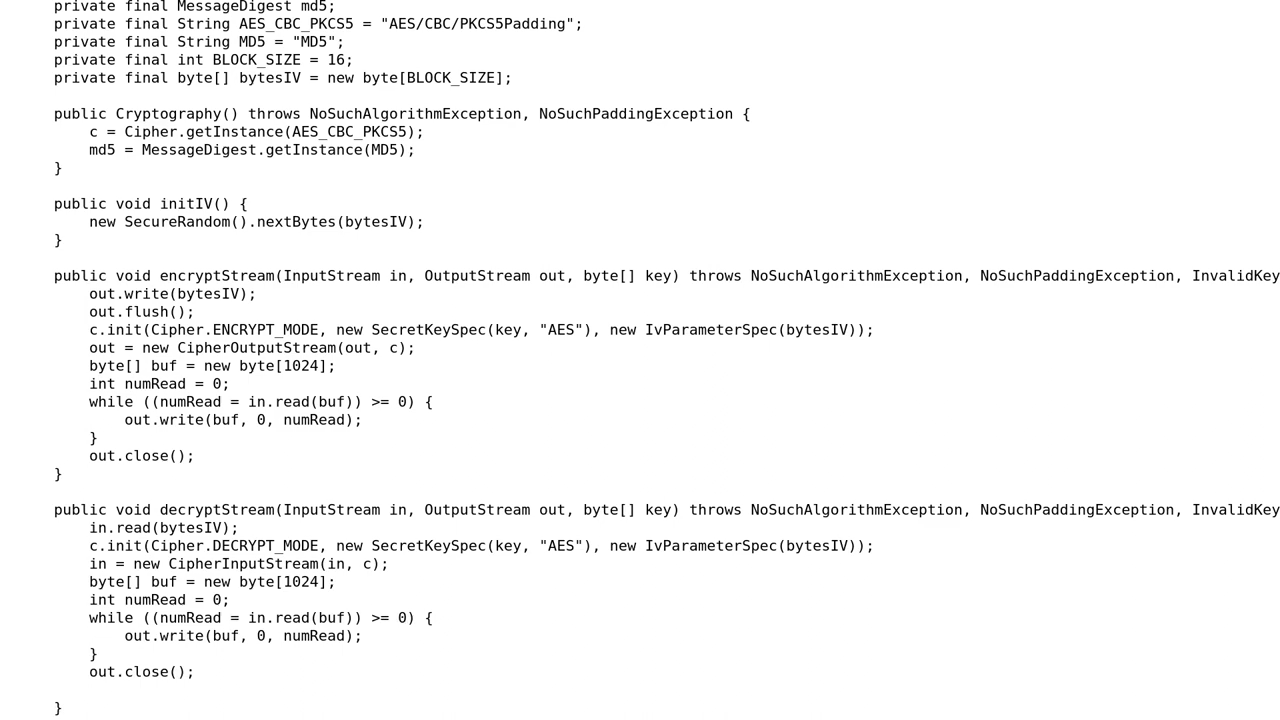 private final MessageDigest md5;
private final String AES_CBC_PKCS5 = "AES/CBC/PKCS5Padding";
private final String MD5 = "MD5";
private final int BLOCK_SIZE = 16;
private final byte[] bytesIV = new byte[BLOCK_SIZE];
public Cryptography() throws NoSuchAlgorithmException, NoSuchPaddingException {
c = Cipher.getInstance(AES_CBC_PKCS5);
md5 = MessageDigest.getInstance(MD5);
}
public void initIV() {
new SecureRandom().nextBytes(bytesIV);
}
public void encryptStream(InputStream in, OutputStream out, byte[] key) throws NoSuchAlgorithmException, NoSuchPaddingException, InvalidKey
out.write(bytesIV);
out.flush();
c.init(Cipher.ENCRYPT_MODE, new SecretKeySpec(key, "AES"), new IvParameterSpec(bytesIV));
out = new CipherOutputStream(out, c);
byte[] buf = new byte[1024];
int numRead = 0;
while ((numRead = in.read(buf)) >= 0) {
out.write(buf, 0, numRead);
}
out.close();
}
public void decryptStream(InputStream in, OutputStream out, byte[] key) throws NoSuchAlgorithmException, NoSuchPaddingException, InvalidKey
in.read(bytesIV);
c.init(Cipher.DECRYPT_MODE, new SecretKeySpec(key, "AES"), new IvParameterSpec(bytesIV));
in = new CipherInputStream(in, c);
byte[] buf = new byte[1024];
int numRead = 0;
while ((numRead = in.read(buf)) >= 0) {
out.write(buf, 0, numRead);
}
out.close();
}